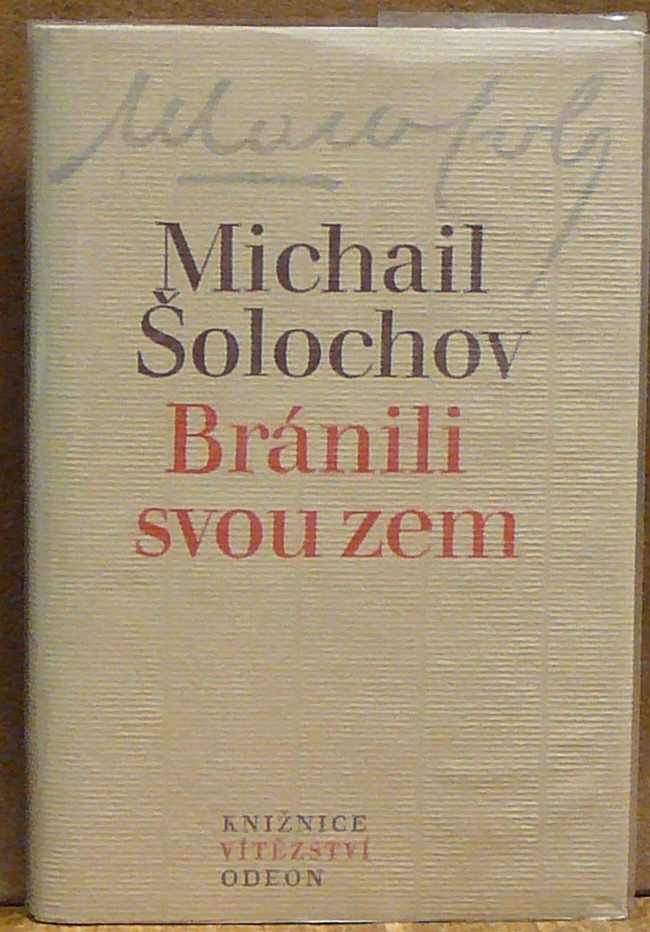 Michail
Šolochov
Bránili
svou zem
KNIŽNICE
VÍTĚZSTVÍ
ODEON